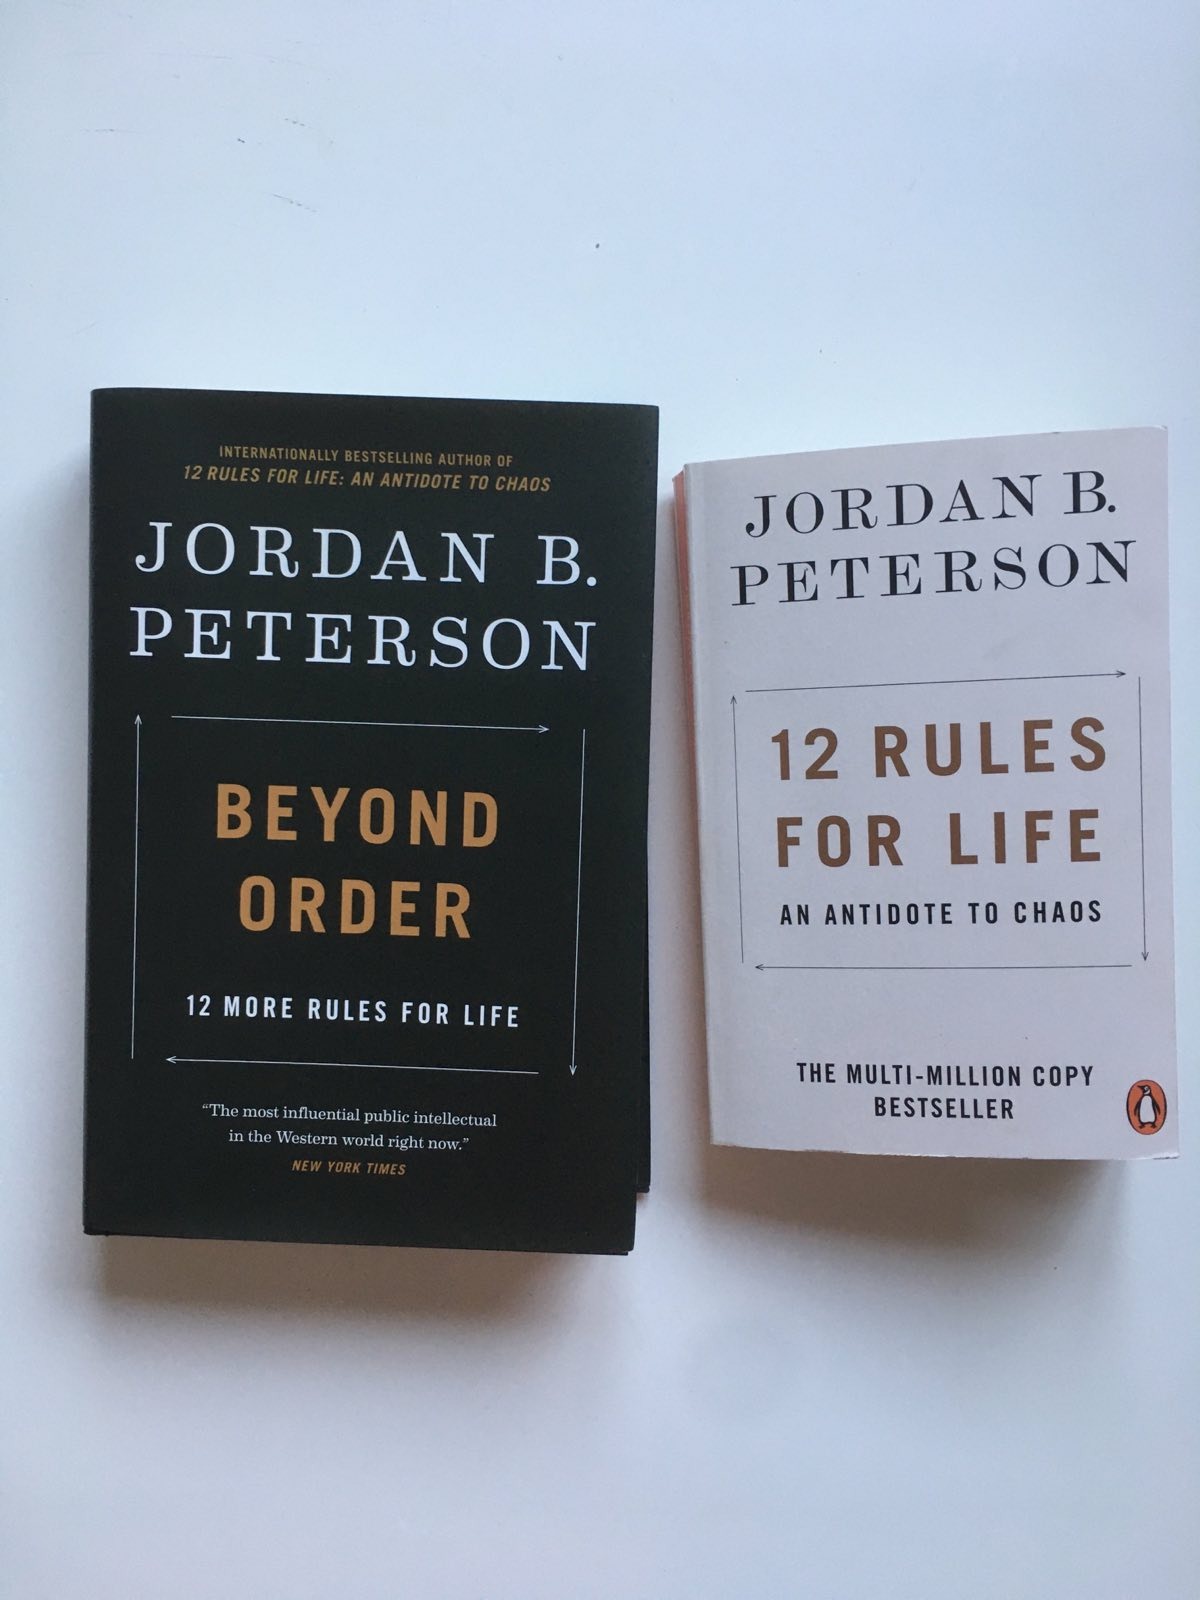 INTERNATIONALLY BESTSELLING AUTHOR OF
12 RULES FOR LIFE: AN ANTIDOTE TO CHAOS
JORDAN B.
PETERSON
BEYOND
ORDER
12 MORE RULES FOR LIFE
“The most influential public intellectual
in the Western world right now.”
NEW YORK TIMES
JORDAN B.
PETERSON
12 RULES
FOR LIFE
AN ANTIDOTE TO CHAOS
THE MULTI-MILLION COPY
BESTSELLER